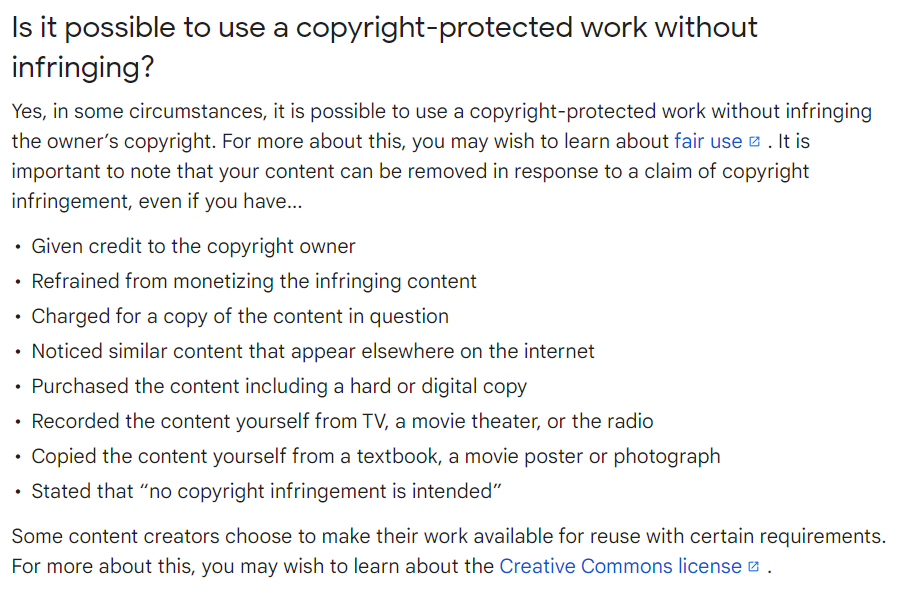 Is it possible to use a copyright-protected work without
infringing?
Yes, in some circumstances, it is possible to use a copyright-protected work without infringing
the owner’s copyright. For more about this, you may wish to learn about fair use . It is
important to note that your content can be removed in response to a claim of copyright
infringement, even if you have...
• Given credit to the copyright owner
• Refrained from monetizing the infringing content
• Charged for a copy of the content in question
• Noticed similar content that appear elsewhere on the internet
• Purchased the content including a hard or digital copy
• Recorded the content yourself from TV, a movie theater, or the radio
• Copied the content yourself from a textbook, a movie poster or photograph
• Stated that “no copyright infringement is intended”
Some content creators choose to make their work available for reuse with certain requirements.
For more about this, you may wish to learn about the Creative Commons license .